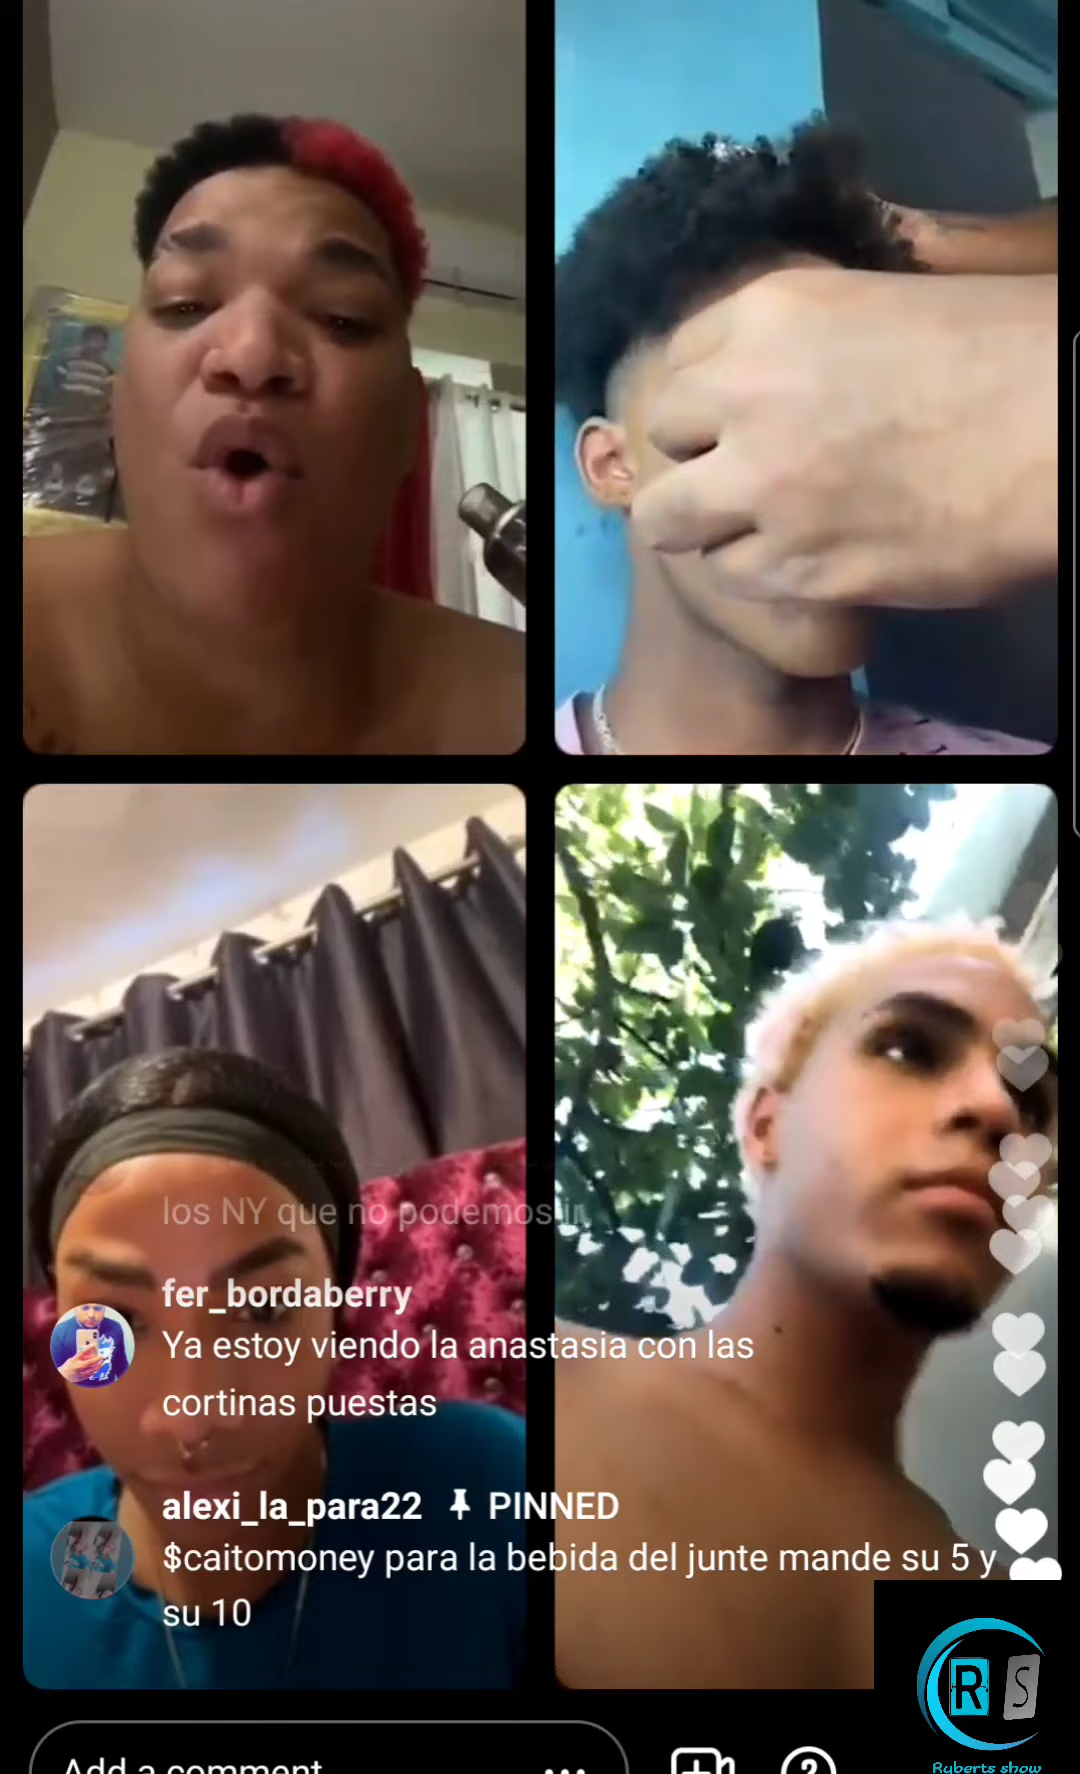 los NY que no podemos ir
fer_bordaberry
Ya estoy viendo la anastasia con las
cortinas puestas
alexi_la_para22 PINNED
$caitomoney para la bebida del junte mande su 5 y
su 10
R S
Add a comment
Ryberts show